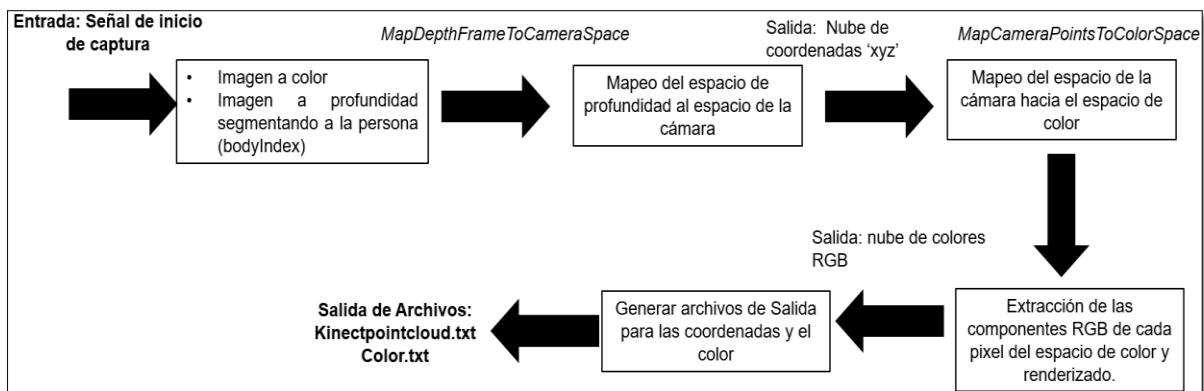 Entrada: Señal de inicio
de captura
• Imagen a color
• Imagen a profundidad
segmentando a la persona
(bodyIndex)
MapDepthFrameToCameraSpace
Mapeo del espacio de
profundidad al espacio de la
cámara
Salida: Nube de
coordenadas ‘xyz’
MapCameraPointsToColorSpace
Mapeo del espacio de la
cámara hacia el espacio de
color
Extracción de las
componentes RGB de cada
pixel del espacio de color y
renderizado.
Salida: nube de colores
RGB
Generar archivos de Salida
para las coordenadas y el
color
Salida de Archivos:
Kinectpointcloud.txt
Color.txt